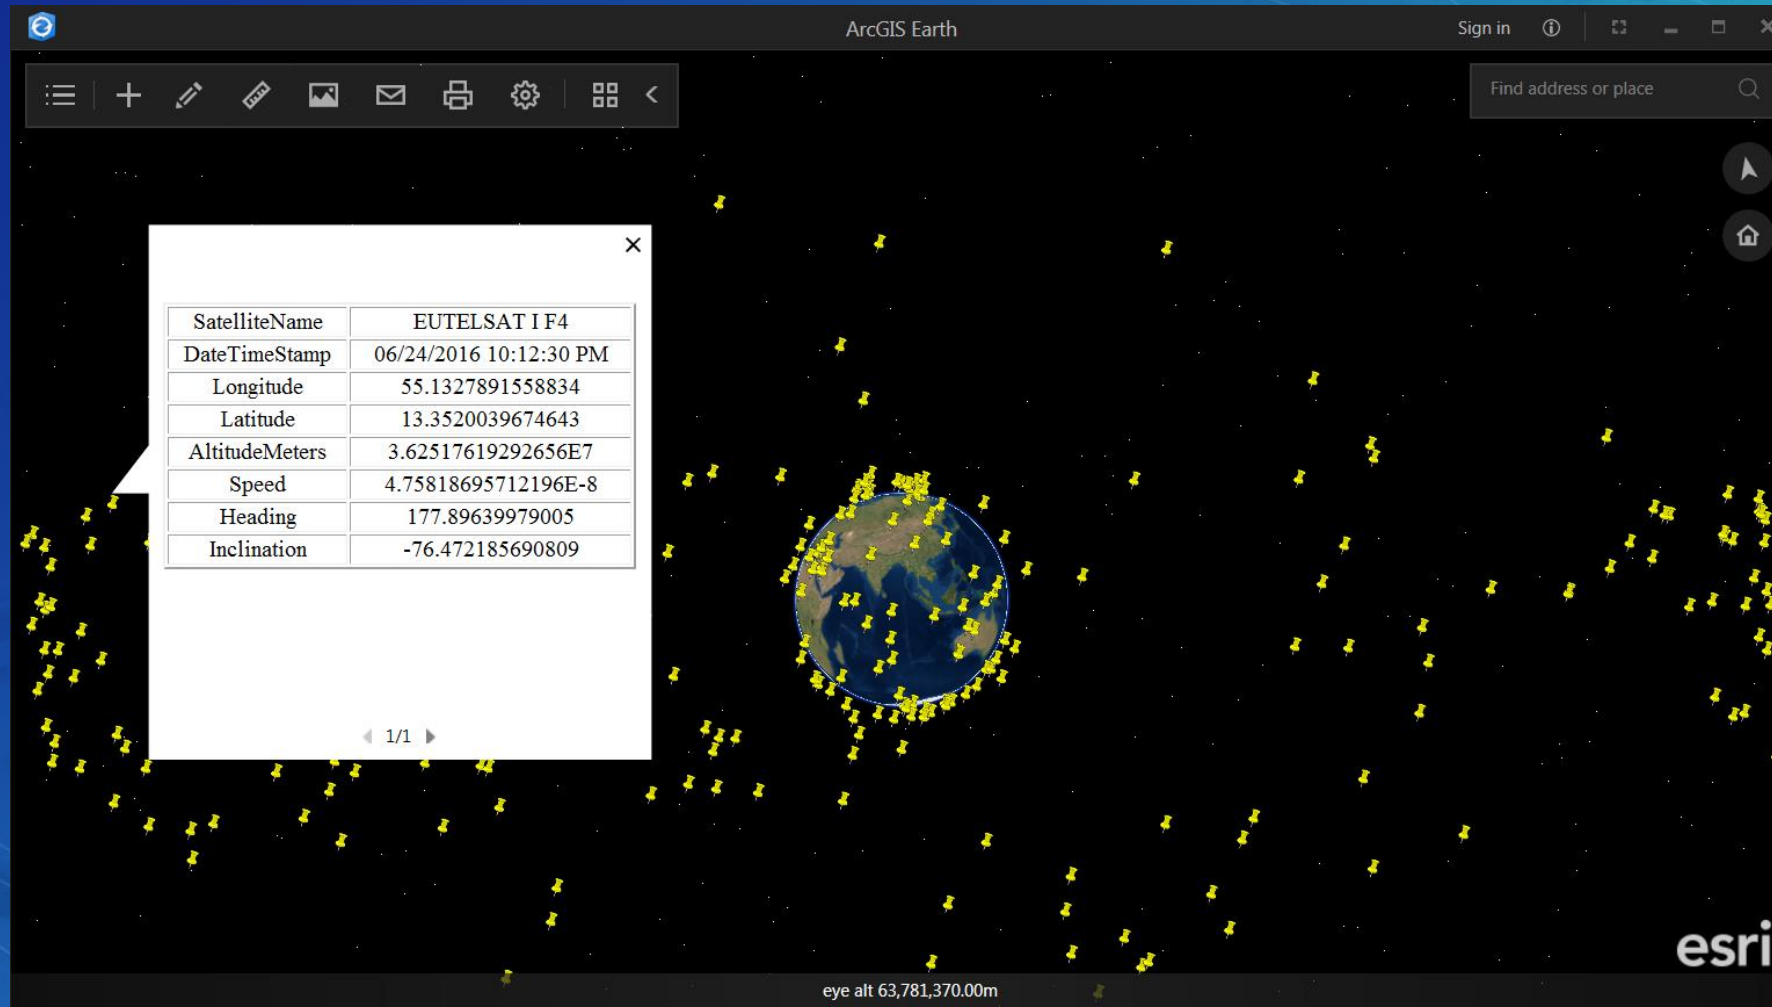 ArcGIS Earth
Sign in
Find address or place
SatelliteName EUTELSAT I F4
DateTimeStamp 06/24/2016 10:12:30 PM
Longitude 55.1327891558834
Latitude 13.3520039674643
AltitudeMeters 3.62517619292656E7
Speed 4.75818695712196E-8
Heading 177.89639979005
Inclination -76.472185690809
1/1
esri
eye alt 63,781,370.00m